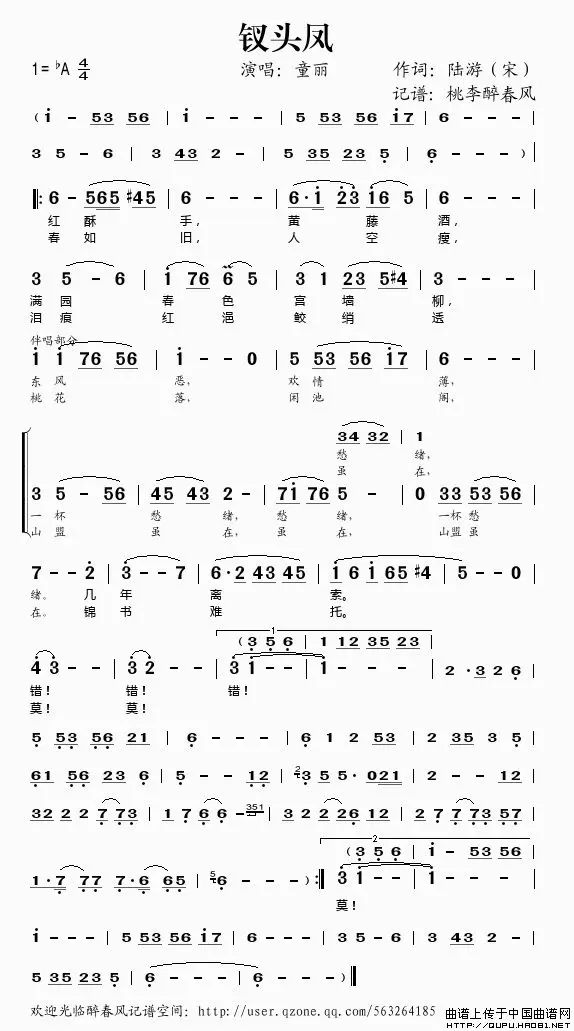 钗头凤
1=♭A 4/4 演唱：童丽 作词：陆游（宋）
记谱：桃李醉春风
（i - 53 56 | i - - - | 5 53 56 i7 | 6 - - - |
3 5 - 6 | 3 43 2 - | 5 35 23 5 | 6 - - - ）|
‖: 6 - 565 #45 | 6 - - - | 6·i 23 i6 5 | 6 - - - |
红 酥 手， 黄 藤 酒，
春 如 旧， 人 空 瘦，
3 5 - 6 | i 76 6 5 | 3 1 23 5#4 | 3 - - - |
满 园 春 色 宫 墙 柳，
泪 痕 红 浥 鲛 绡 透
伴唱部分
i i 76 56 | i - - 0 | 5 53 56 i7 | 6 - - - |
东 风 恶， 欢 情 薄，
桃 花 落， 闲 池 阁，
34 32 | 1
愁 绪，
虽 在，
3 5 - 56 | 45 43 2 - | 7i 76 5 - | 0 33 53 56 |
一 杯 愁 绪， 愁 绪， 一杯 愁
山 盟 虽 在， 虽 在， 山盟 虽
7 - - 2 | 3 - - 7 | 6·2 43 45 | 1 6 i 65 #4 | 5 - - 0 |
绪。 几 年 离 索。
在。 锦 书 难 托。
1
（3 5 6 | 1 12 35 23 |
4 3 - - | 3 2 - - | 3 1 - - | 1 - - - | 2·3 2 6 |
错！ 错！ 错！
莫！ 莫！
5 53 56 21 | 6 - - - | 6 1 2 53 | 2 35 3 5 |
61 56 23 6 | 5 - - 12 | 2 3 5 5·021 | 2 - - 12 |
32 2 2 7 73 | 1 7 6 6 - 351 | 32 2 26 12 | 2 7 73 57 |
2
（3 5 6 | i - 53 56 |
1·7 77 7·6 65 | 5 6 - - - ）:‖ 3 1 - - | 1 - - - |
莫！
i - - - | 5 53 56 i7 | 6 - - - | 3 5 - 6 | 3 43 2 - |
5 35 23 5 | 6 - - - | 6 - - - ‖
欢迎光临醉春风记谱空间：http://user.qzone.qq.com/563264185
曲谱上传于中国曲谱网
http://QUPU.HAO81.NET